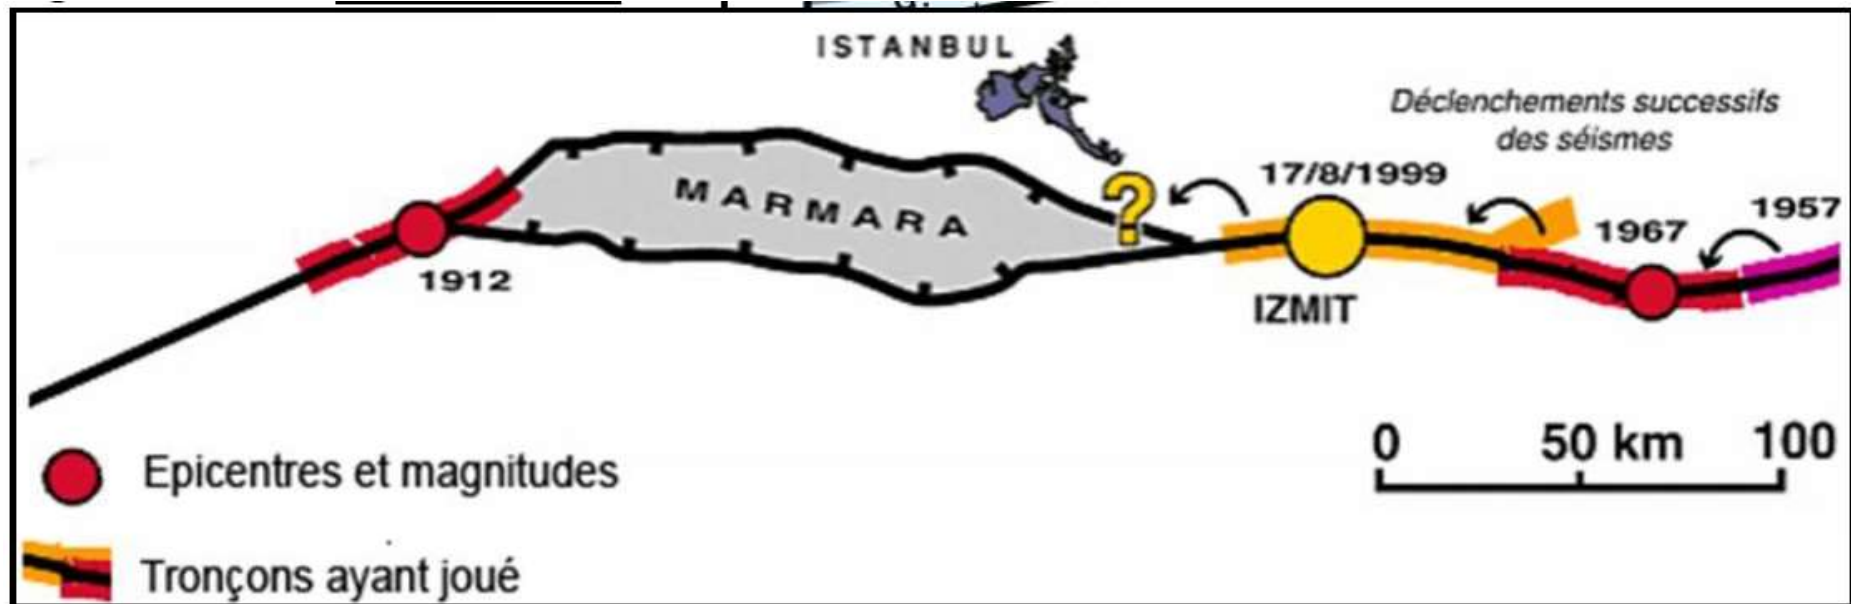 ISTANBUL
Déclenchements successifs
des séismes
17/8/1999
MARMARA
?
1967
1957
1912
IZMIT
0 50 km 100
Epicentres et magnitudes
Tronçons ayant joué